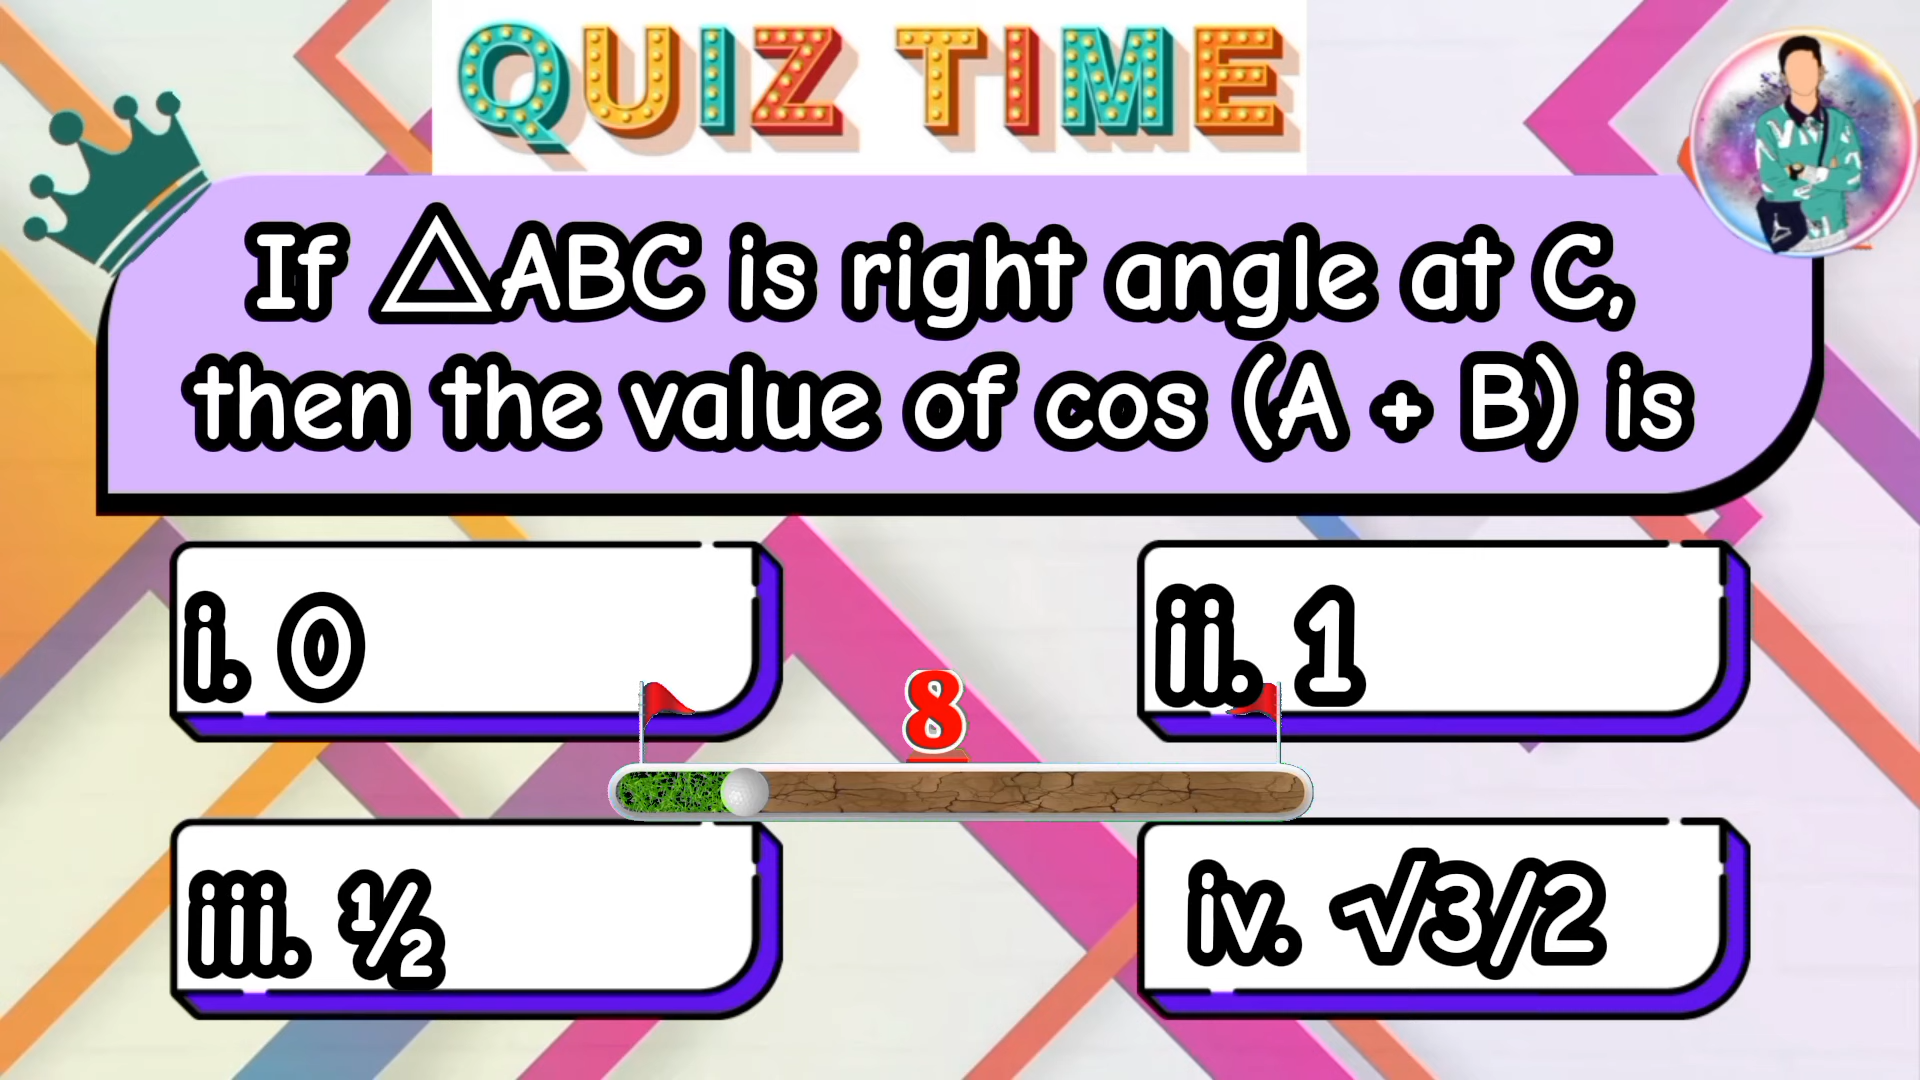 QUIZ TIME
If △ABC is right angle at C,
then the value of cos (A + B) is
i. 0
ii. 1
8
iii. ½
iv. √3/2